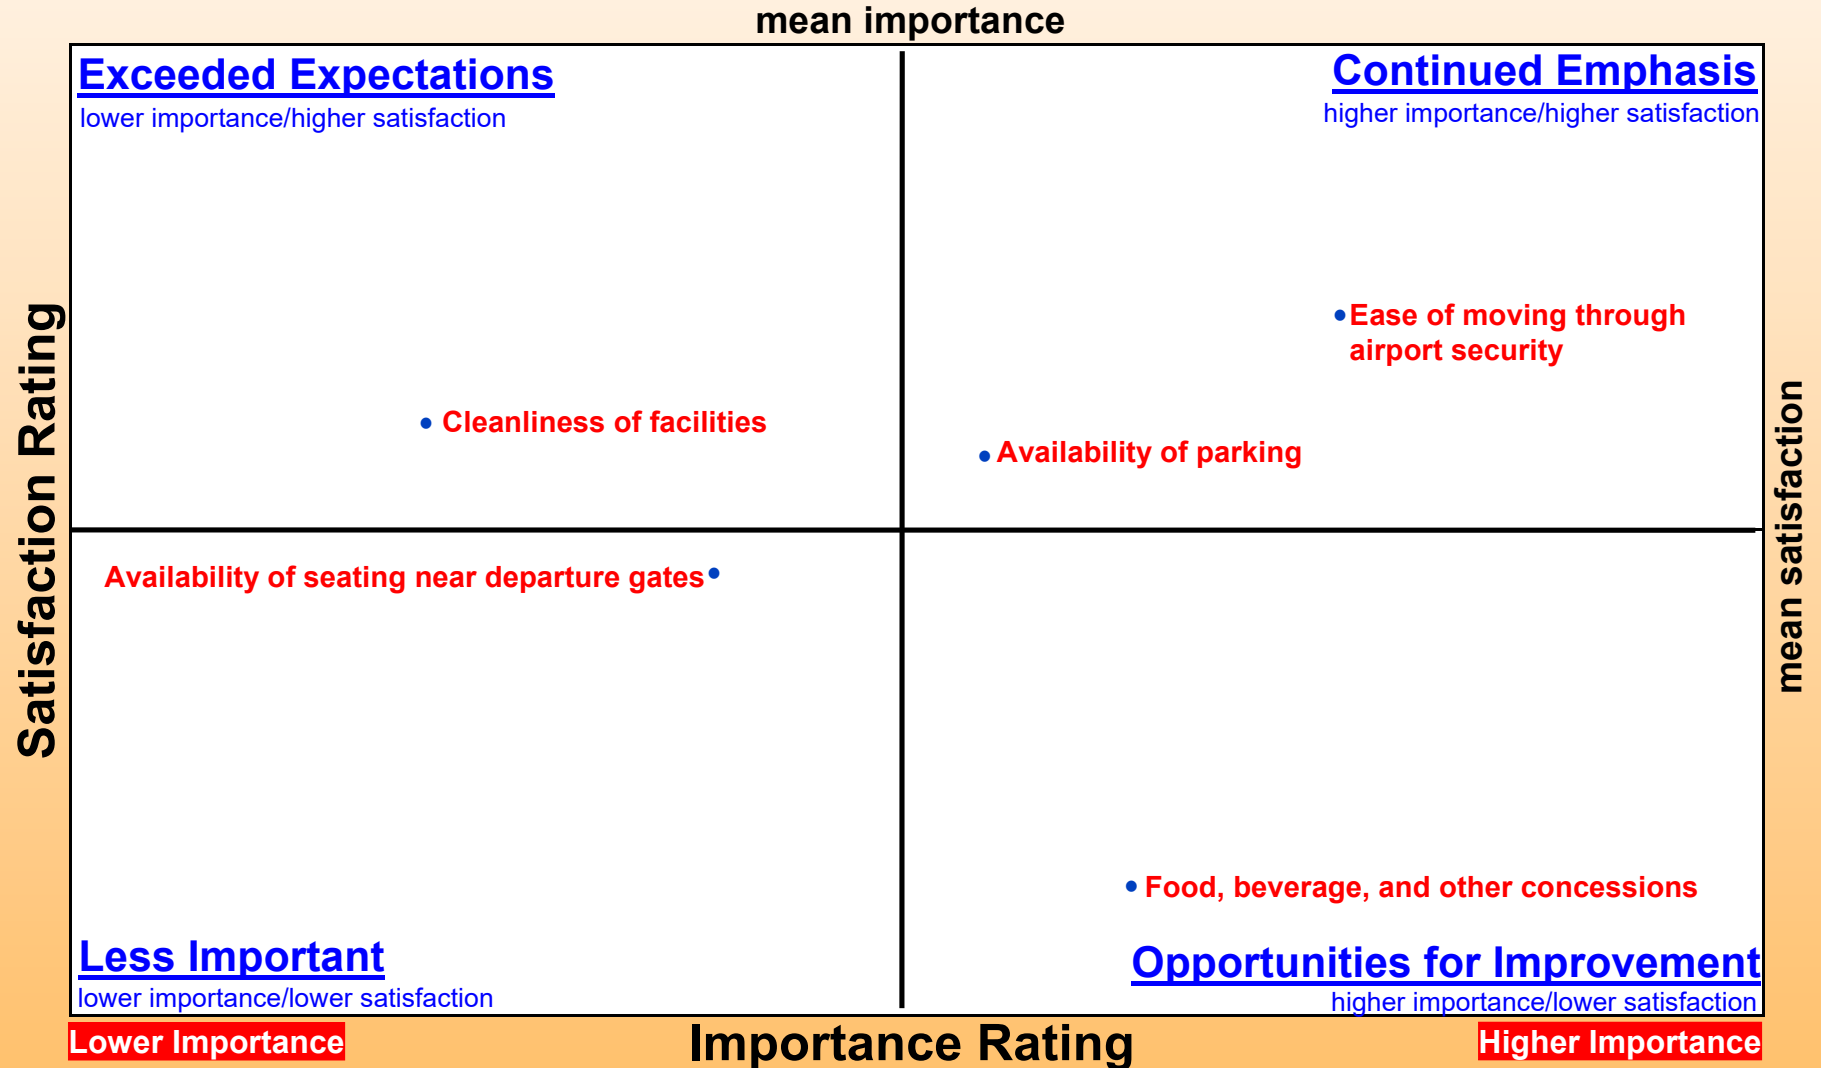 mean importance
Exceeded Expectations
lower importance/higher satisfaction
Continued Emphasis
higher importance/higher satisfaction
Satisfaction Rating
Ease of moving through
airport security
Cleanliness of facilities
Availability of parking
mean satisfaction
Availability of seating near departure gates
Food, beverage, and other concessions
Less Important
lower importance/lower satisfaction
Opportunities for Improvement
higher importance/lower satisfaction
Lower Importance
Importance Rating
Higher Importance